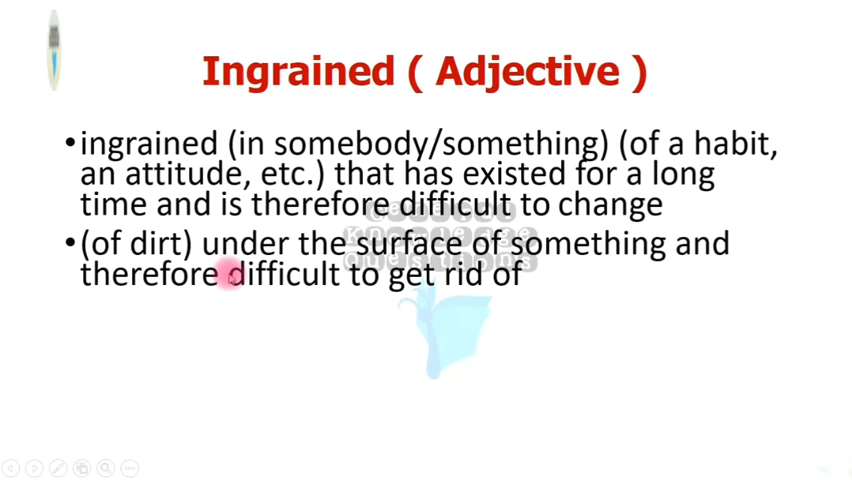 Ingrained ( Adjective )
•ingrained (in somebody/something) (of a habit,
an attitude, etc.) that has existed for a long
time and is therefore difficult to change
•(of dirt) under the surface of something and
therefore difficult to get rid of